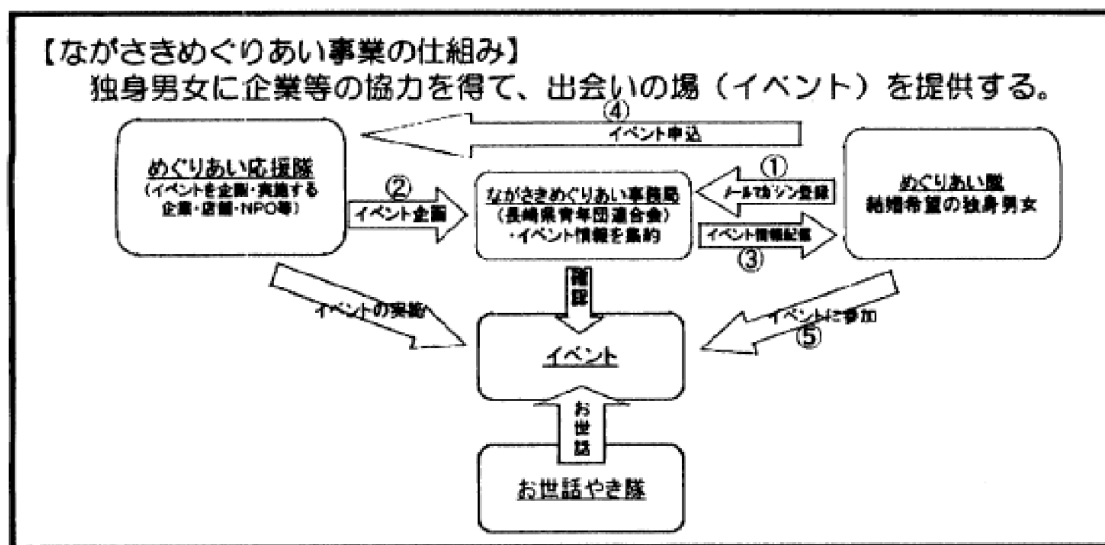 【ながさきめぐりあい事業の仕組み】
独身男女に企業等の協力を得て、出会いの場（イベント）を提供する。
④
イベント申込
めぐりあい応援隊
（イベントを企画・実施する
企業・店舗・NPO等）
②
イベント企画
ながさきめぐりあい事務局
（長崎県青年団連合会）
・イベント情報を集約
①
メールマガジン登録
イベント情報配信
③
めぐりあい隊
結婚希望の独身男女
イベントの実施
確認
イベントに参加
⑤
イベント
お世話
お世話やき隊